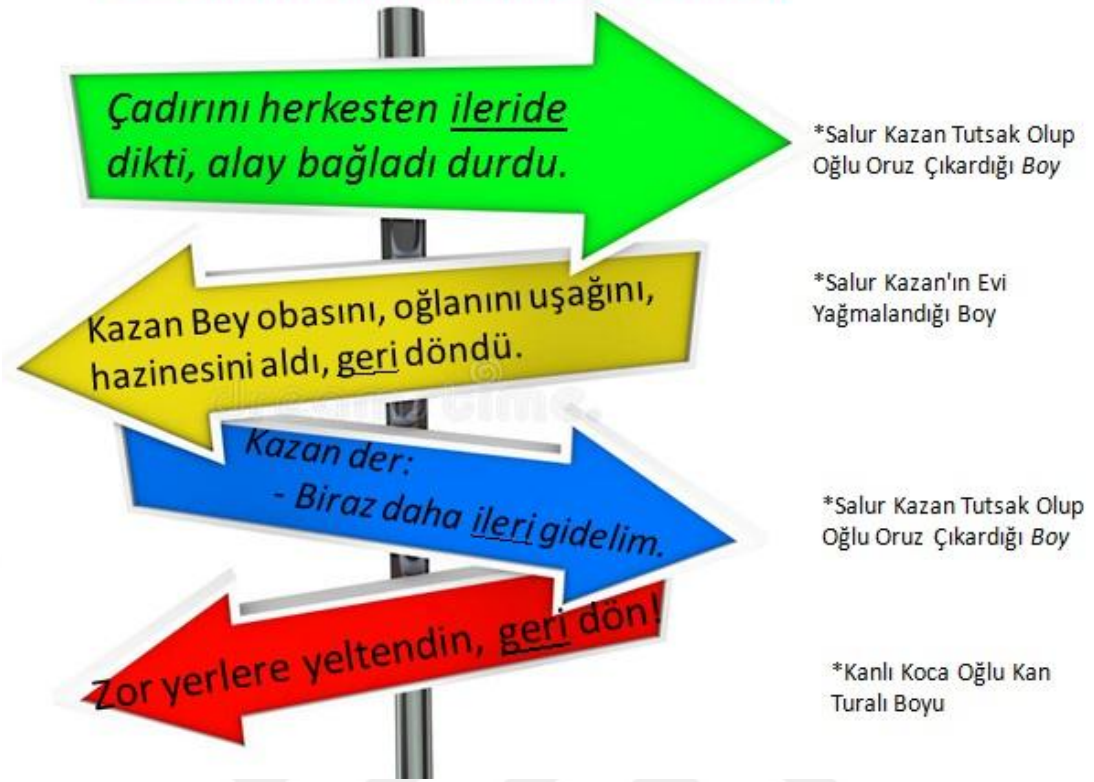 Çadırını herkesten ileride
dikti, alay bağladı durdu.
*Salur Kazan Tutsak Olup
Oğlu Oruz Çıkardığı Boy
Kazan Bey obasını, oğlanını uşağını,
hazinesini aldı, geri döndü.
*Salur Kazan'ın Evi
Yağmalandığı Boy
Kazan der:
- Biraz daha ileri gidelim.
*Salur Kazan Tutsak Olup
Oğlu Oruz Çıkardığı Boy
Zor yerlere yeltendin, geri dön!
*Kanlı Koca Oğlu Kan
Turalı Boyu